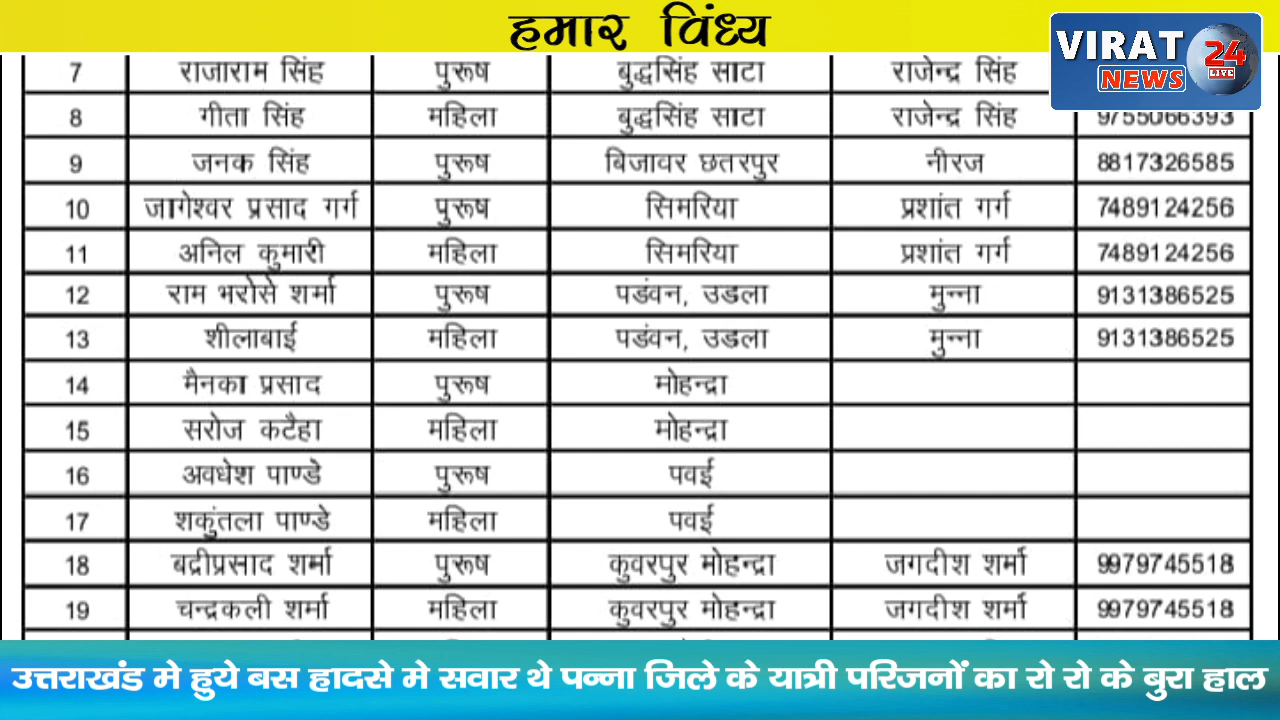 हमार विंध्य
VIRAT 24
LIVE
NEWS
7 राजाराम सिंह पुरूष बुद्धसिंह साटा राजेन्द्र सिंह
8 गीता सिंह महिला बुद्धसिंह साटा राजेन्द्र सिंह 9755066393
9 जनक सिंह पुरूष बिजावर छतरपुर नीरज 8817326585
10 जागेश्वर प्रसाद गर्ग पुरूष सिमरिया प्रशांत गर्ग 7489124256
11 अनिल कुमारी महिला सिमरिया प्रशांत गर्ग 7489124256
12 राम भरोसे शर्मा पुरूष पडंवन, उडला मुन्ना 9131386525
13 शीलाबाई महिला पडंवन, उडला मुन्ना 9131386525
14 मैनका प्रसाद पुरूष मोहन्द्रा
15 सरोज कटैहा महिला मोहन्द्रा
16 अवधेश पाण्डे पुरूष पवई
17 शकुंतला पाण्डे महिला पवई
18 बद्रीप्रसाद शर्मा पुरूष कुवरपुर मोहन्द्रा जगदीश शर्मा 9979745518
19 चन्द्रकली शर्मा महिला कुवरपुर मोहन्द्रा जगदीश शर्मा 9979745518
उत्तराखंड मे हुये बस हादसे मे सवार थे पन्ना जिले के यात्री परिजनों का रो रो के बुरा हाल